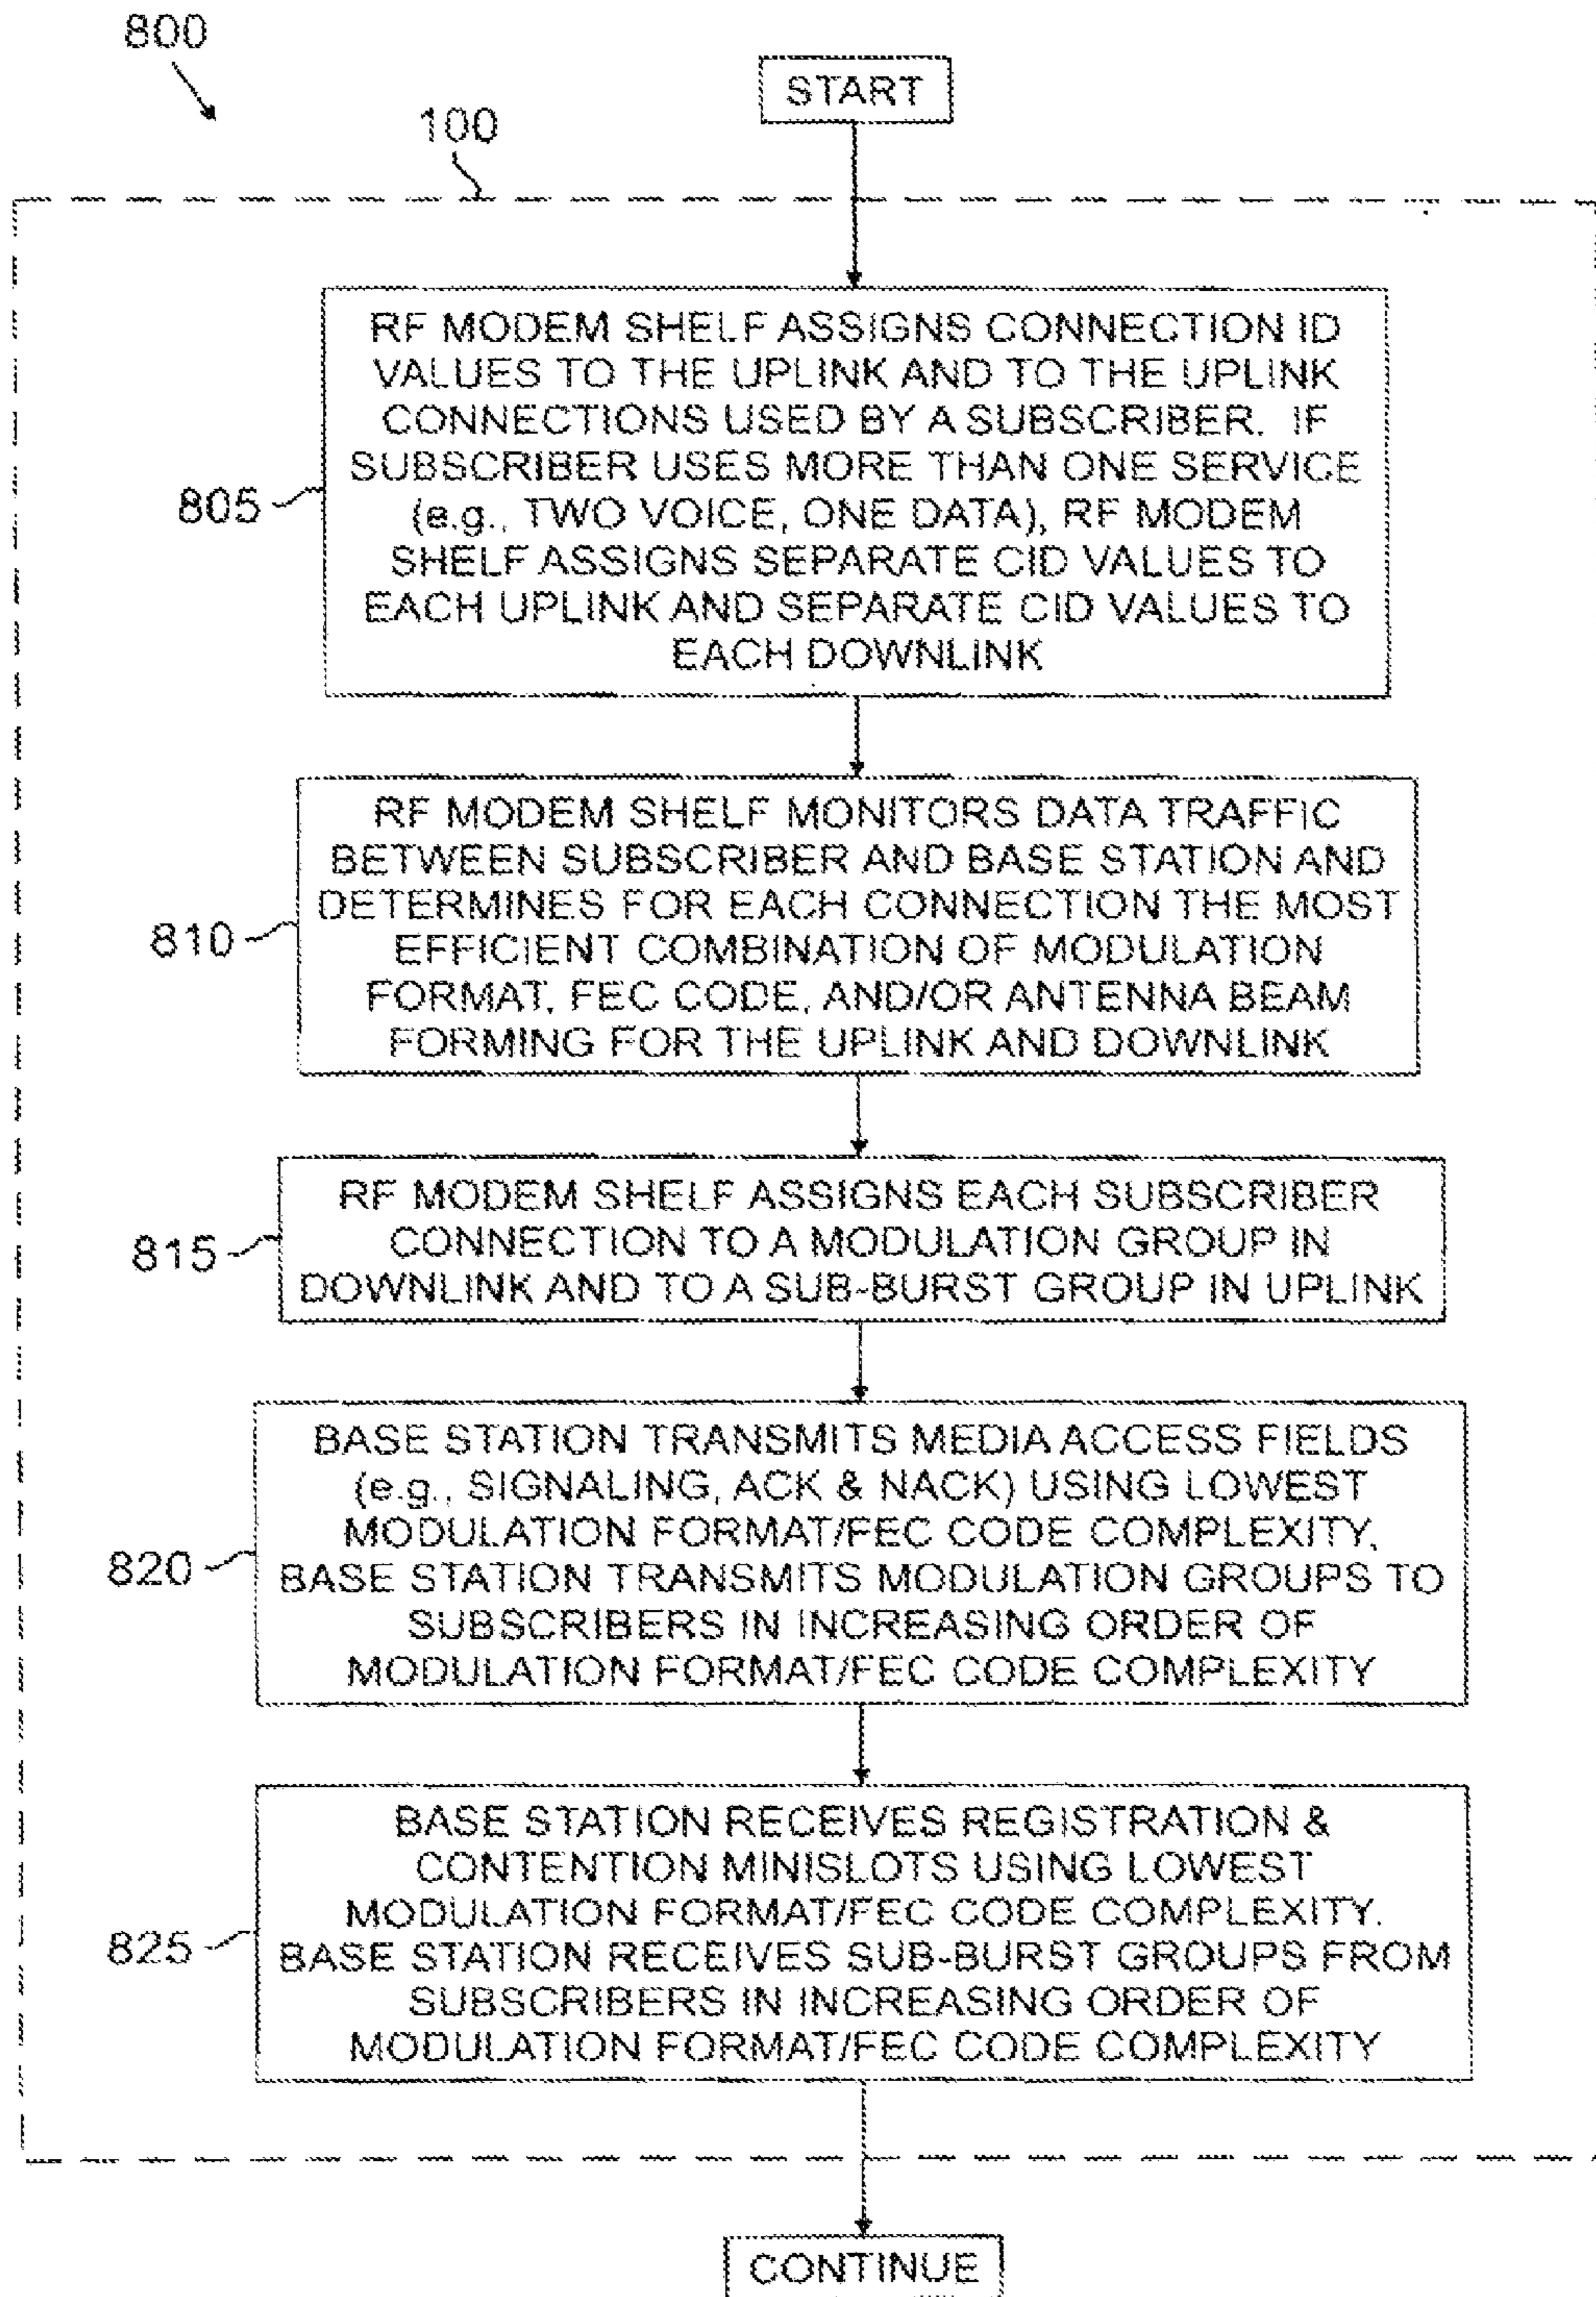 800
START
100
RF MODEM SHELF ASSIGNS CONNECTION ID
VALUES TO THE UPLINK AND TO THE UPLINK
CONNECTIONS USED BY A SUBSCRIBER. IF
SUBSCRIBER USES MORE THAN ONE SERVICE
(e.g., TWO VOICE, ONE DATA), RF MODEM
SHELF ASSIGNS SEPARATE CID VALUES TO
EACH UPLINK AND SEPARATE CID VALUES TO
EACH DOWNLINK
805
RF MODEM SHELF MONITORS DATA TRAFFIC
BETWEEN SUBSCRIBER AND BASE STATION AND
DETERMINES FOR EACH CONNECTION THE MOST
EFFICIENT COMBINATION OF MODULATION
FORMAT, FEC CODE, AND/OR ANTENNA BEAM
FORMING FOR THE UPLINK AND DOWNLINK
810
RF MODEM SHELF ASSIGNS EACH SUBSCRIBER
CONNECTION TO A MODULATION GROUP IN
DOWNLINK AND TO A SUB-BURST GROUP IN UPLINK
815
BASE STATION TRANSMITS MEDIA ACCESS FIELDS
(e.g., SIGNALING, ACK & NACK) USING LOWEST
MODULATION FORMAT/FEC CODE COMPLEXITY.
BASE STATION TRANSMITS MODULATION GROUPS TO
SUBSCRIBERS IN INCREASING ORDER OF
MODULATION FORMAT/FEC CODE COMPLEXITY
820
BASE STATION RECEIVES REGISTRATION &
CONTENTION MINISLOTS USING LOWEST
MODULATION FORMAT/FEC CODE COMPLEXITY.
BASE STATION RECEIVES SUB-BURST GROUPS FROM
SUBSCRIBERS IN INCREASING ORDER OF
MODULATION FORMAT/FEC CODE COMPLEXITY
825
CONTINUE